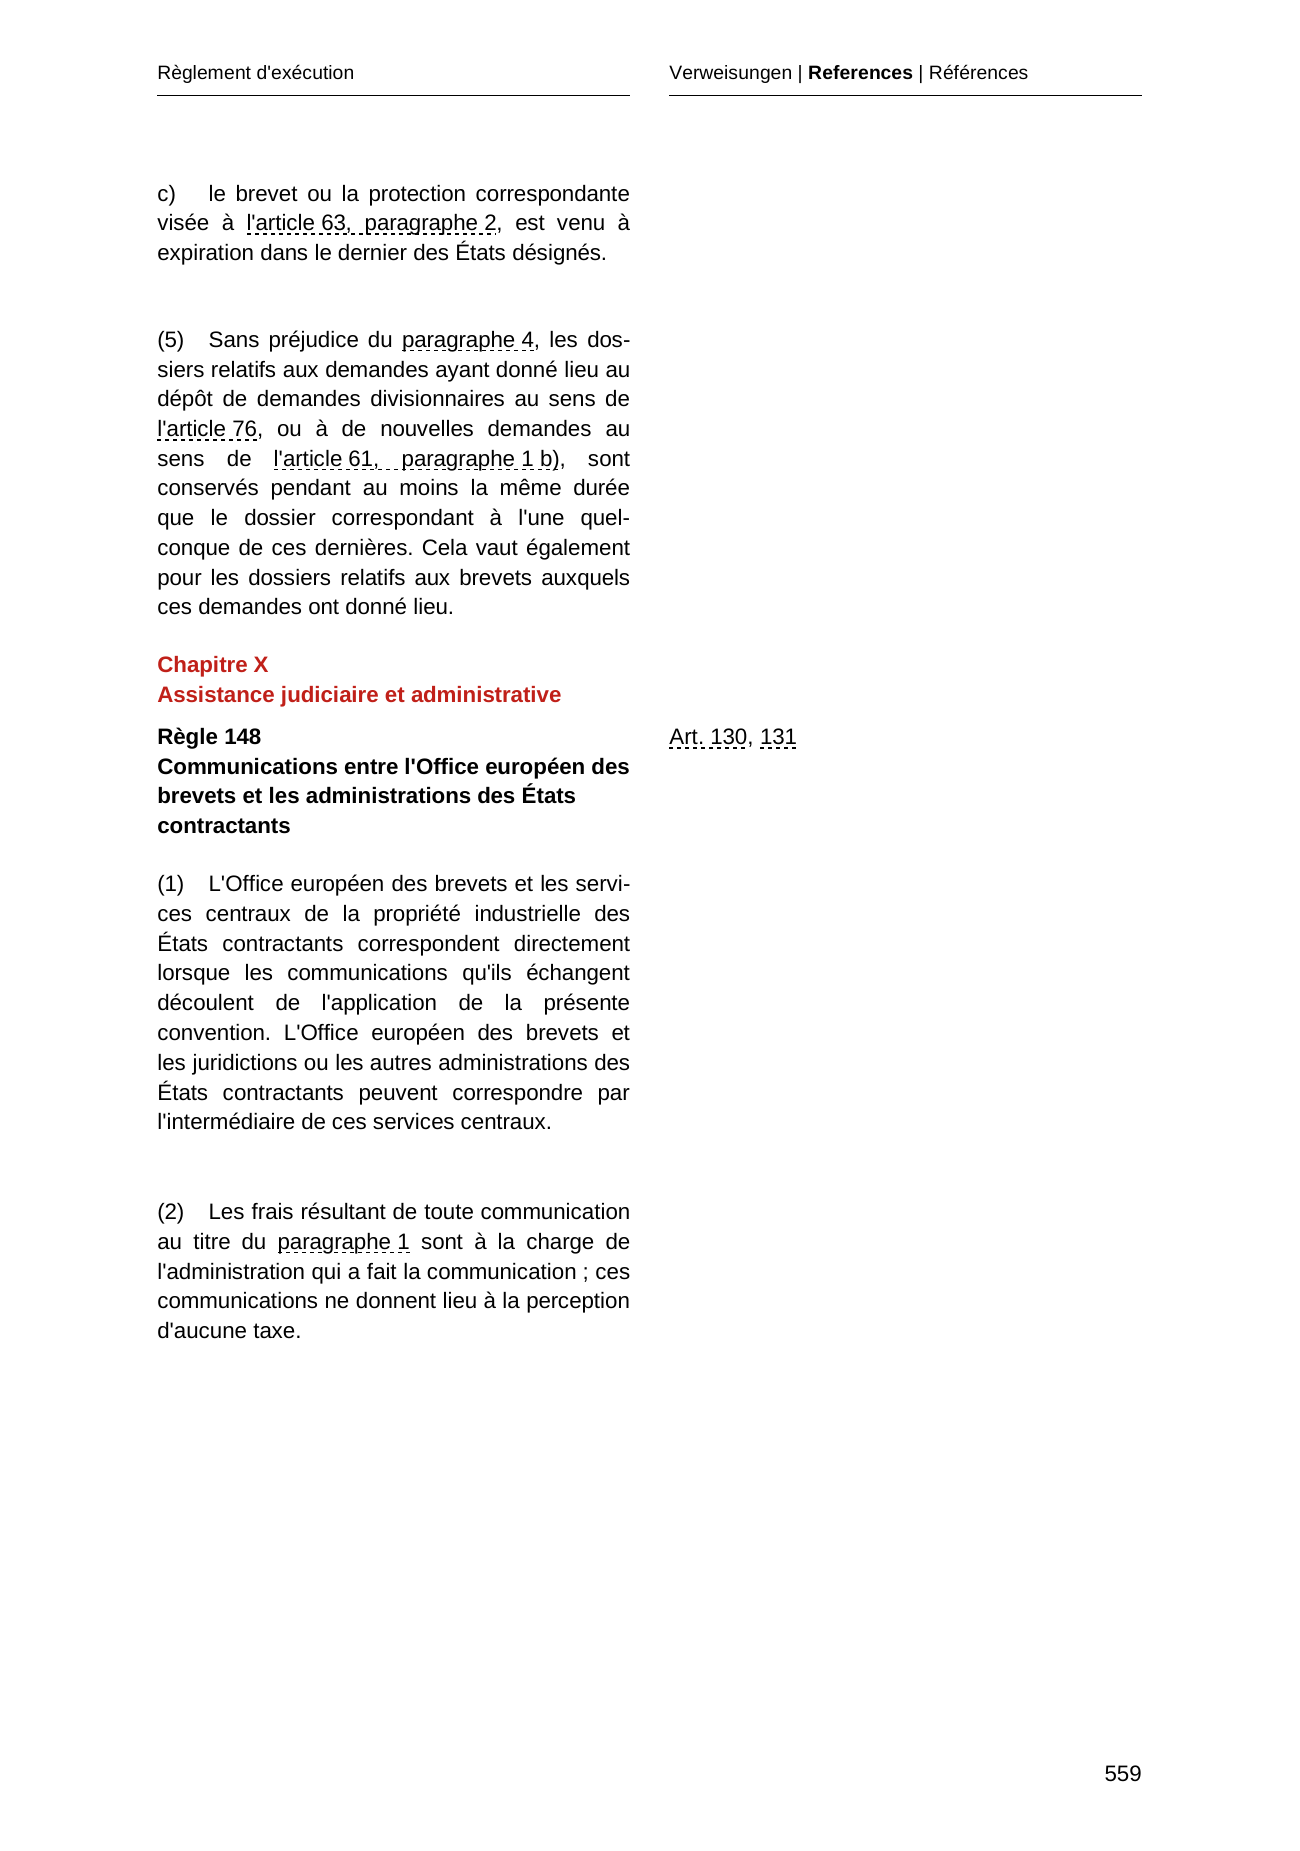 Règlement d'exécution
Verweisungen | References | Références
c) le brevet ou la protection correspondante
visée à l'article 63, paragraphe 2, est venu à
expiration dans le dernier des États désignés.
(5) Sans préjudice du paragraphe 4, les dos-
siers relatifs aux demandes ayant donné lieu au
dépôt de demandes divisionnaires au sens de
l'article 76, ou à de nouvelles demandes au
sens de l'article 61, paragraphe 1 b), sont
conservés pendant au moins la même durée
que le dossier correspondant à l'une quel-
conque de ces dernières. Cela vaut également
pour les dossiers relatifs aux brevets auxquels
ces demandes ont donné lieu.
Chapitre X
Assistance judiciaire et administrative
Règle 148
Communications entre l'Office européen des
brevets et les administrations des États
contractants
Art. 130, 131
(1) L'Office européen des brevets et les servi-
ces centraux de la propriété industrielle des
États contractants correspondent directement
lorsque les communications qu'ils échangent
découlent de l'application de la présente
convention. L'Office européen des brevets et
les juridictions ou les autres administrations des
États contractants peuvent correspondre par
l'intermédiaire de ces services centraux.
(2) Les frais résultant de toute communication
au titre du paragraphe 1 sont à la charge de
l'administration qui a fait la communication ; ces
communications ne donnent lieu à la perception
d'aucune taxe.
559